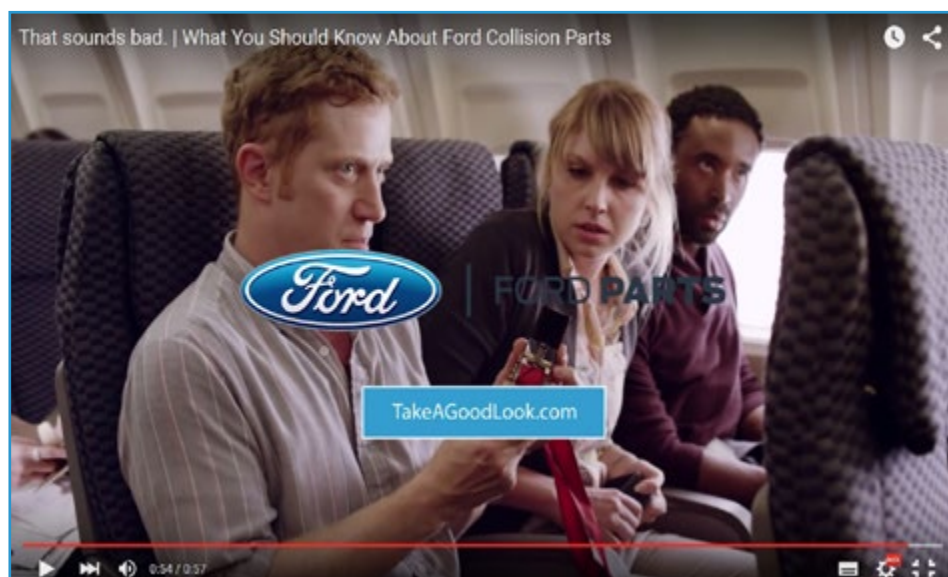 That sounds bad. | What You Should Know About Ford Collision Parts
Ford | FORD PARTS
TakeAGoodLook.com
0:54 / 0:57